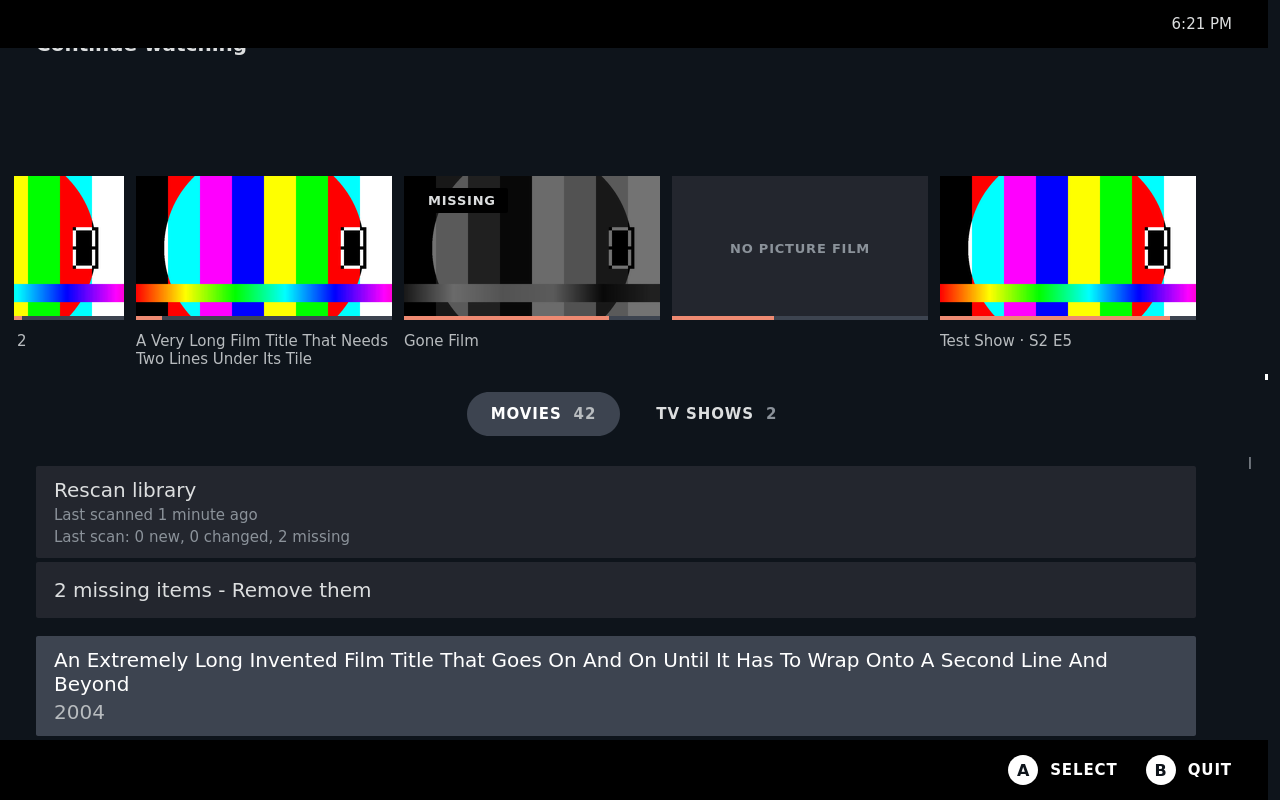 6:21 PM
Continue watching
MISSING
NO PICTURE FILM
2
A Very Long Film Title That Needs
Two Lines Under Its Tile
Gone Film
Test Show · S2 E5
MOVIES 42
TV SHOWS 2
Rescan library
Last scanned 1 minute ago
Last scan: 0 new, 0 changed, 2 missing
2 missing items - Remove them
An Extremely Long Invented Film Title That Goes On And On Until It Has To Wrap Onto A Second Line And
Beyond
2004
A SELECT
B QUIT